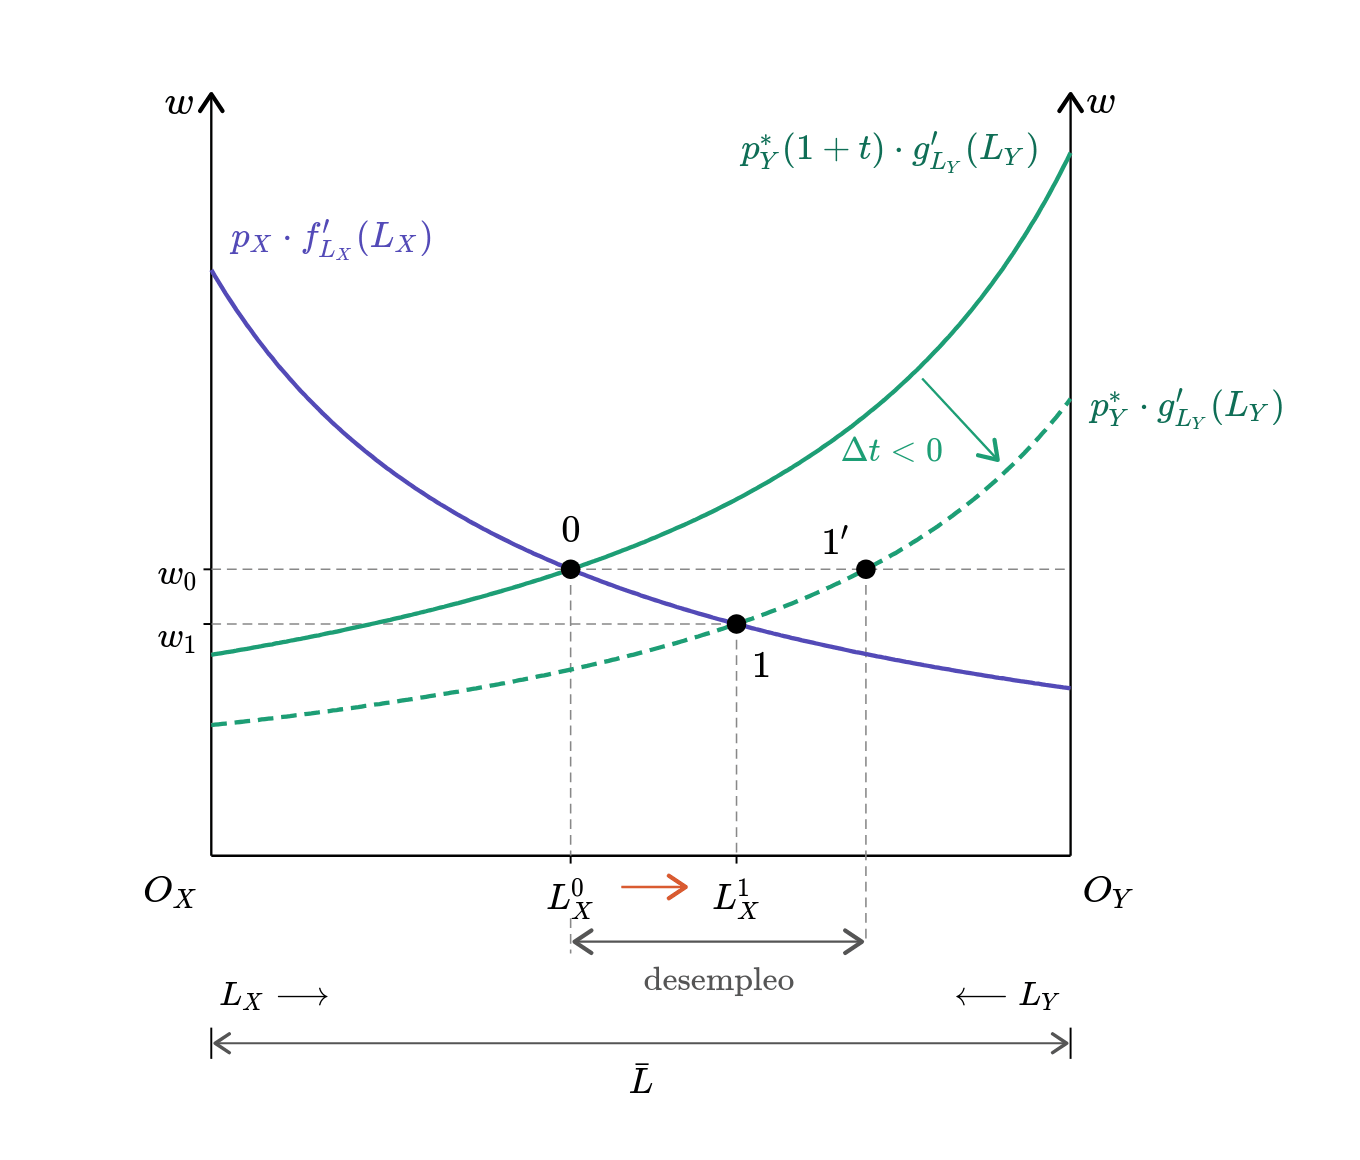 w
w
p*_Y(1 + t) · g′_{L_Y}(L_Y)
p_X · f′_{L_X}(L_X)
p*_Y · g′_{L_Y}(L_Y)
Δt < 0
0
1′
w_0
w_1
1
O_X
L^0_X
L^1_X
O_Y
desempleo
L_X ⟶
⟵ L_Y
L̄